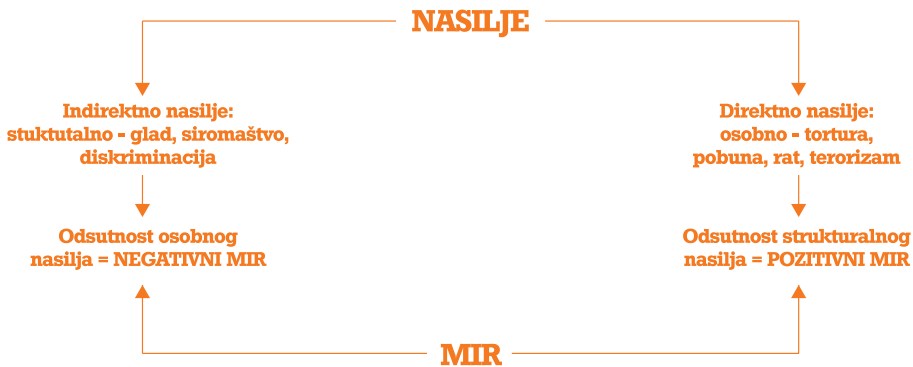 NASILJE
Indirektno nasilje:
stuktutalno - glad, siromaštvo,
diskriminacija
Direktno nasilje:
osobno - tortura,
pobuna, rat, terorizam
Odsutnost osobnog
nasilja = NEGATIVNI MIR
Odsutnost strukturalnog
nasilja = POZITIVNI MIR
MIR